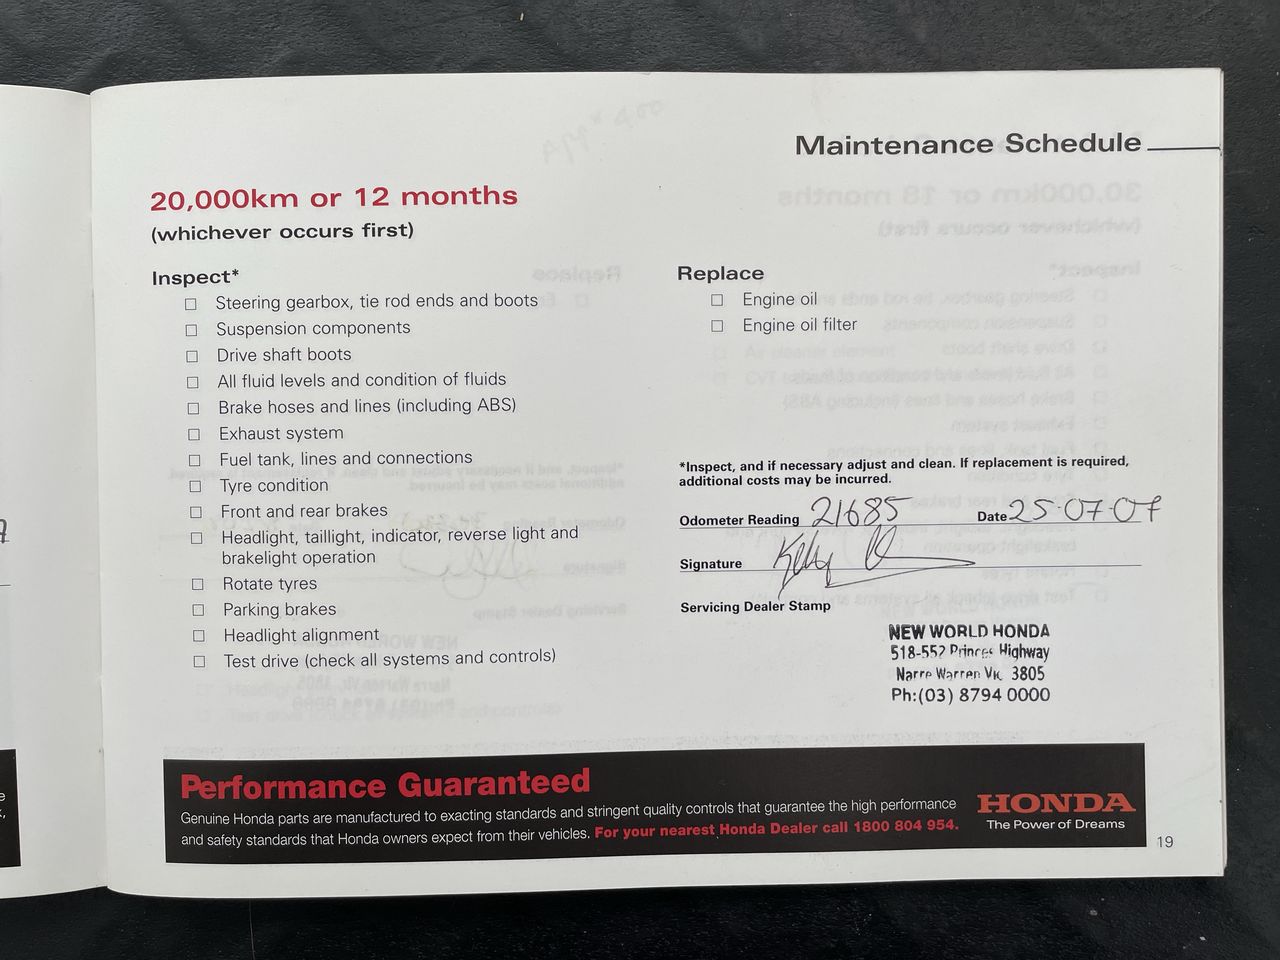 Maintenance Schedule
20,000km or 12 months
(whichever occurs first)
Inspect*
Steering gearbox, tie rod ends and boots
Suspension components
Drive shaft boots
All fluid levels and condition of fluids
Brake hoses and lines (including ABS)
Exhaust system
Fuel tank, lines and connections
Tyre condition
Front and rear brakes
Headlight, taillight, indicator, reverse light and
brakelight operation
Rotate tyres
Parking brakes
Headlight alignment
Test drive (check all systems and controls)
Replace
Engine oil
Engine oil filter
*Inspect, and if necessary adjust and clean. If replacement is required,
additional costs may be incurred.
Odometer Reading 21685 Date 25-07-07
Signature Kelly
Servicing Dealer Stamp
NEW WORLD HONDA
518-552 Princes Highway
Narre Warren Vic 3805
Ph:(03) 8794 0000
Performance Guaranteed
Genuine Honda parts are manufactured to exacting standards and stringent quality controls that guarantee the high performance
and safety standards that Honda owners expect from their vehicles. For your nearest Honda Dealer call 1800 804 954.
HONDA
The Power of Dreams
19